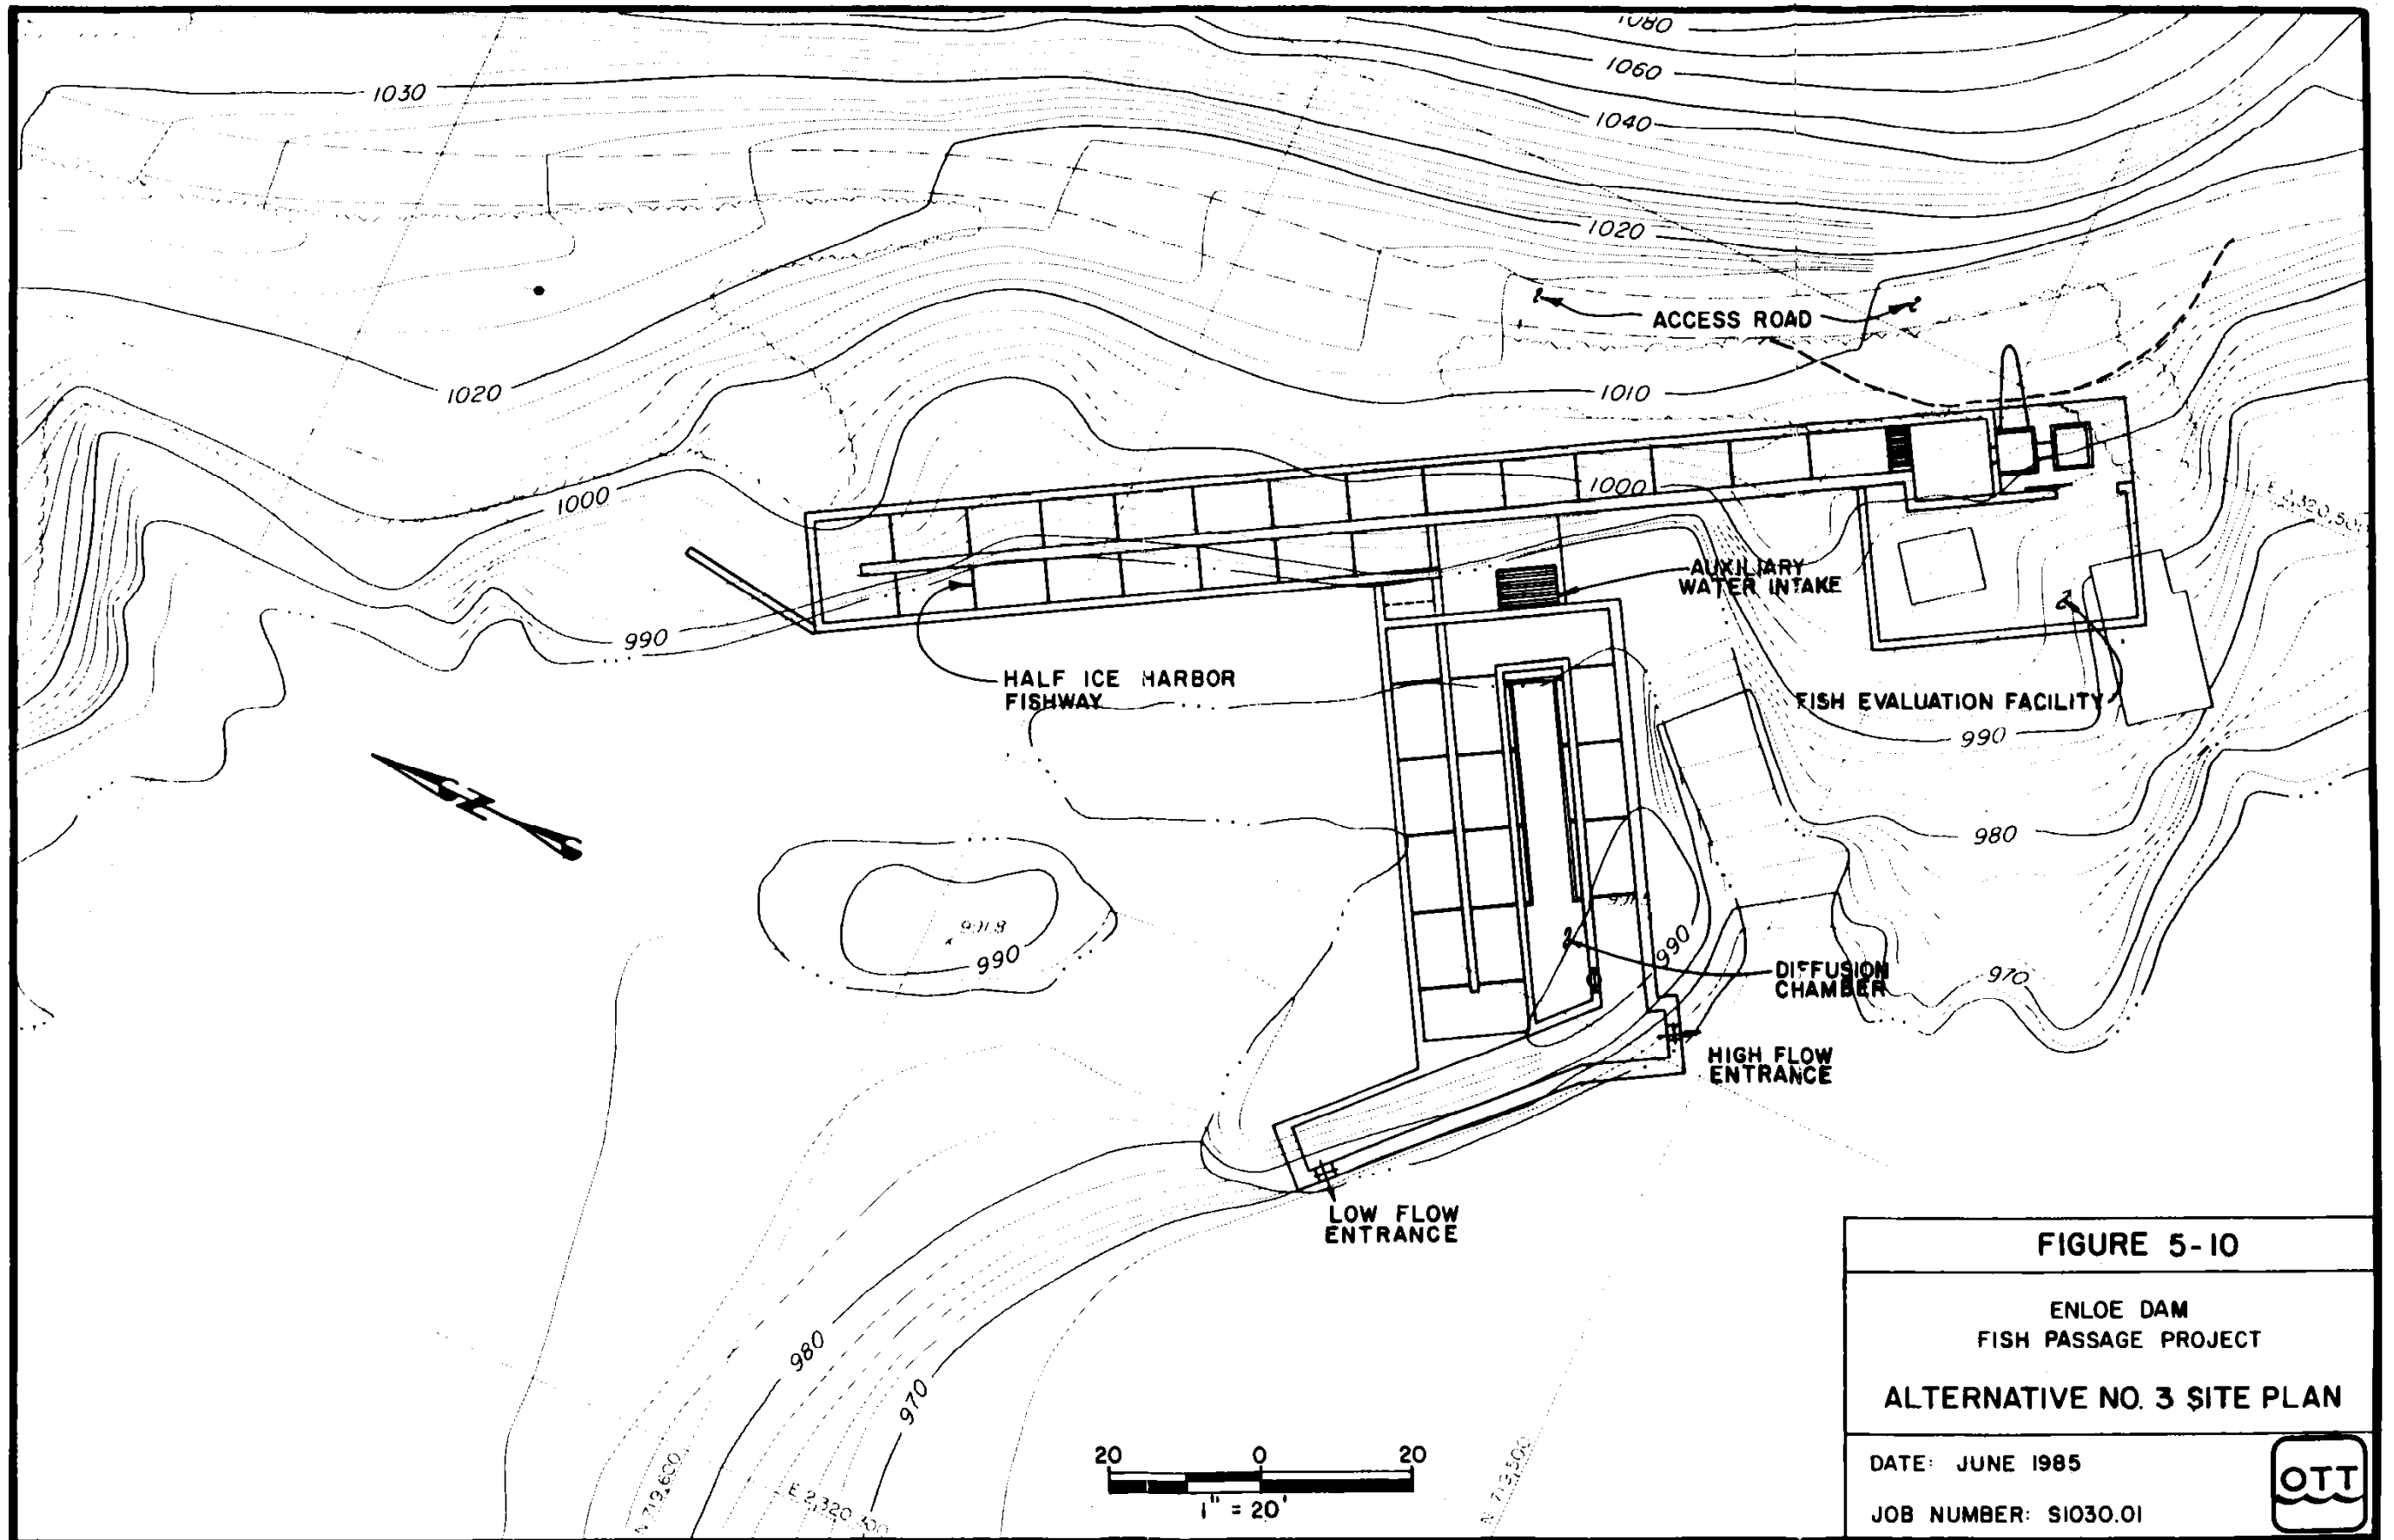 1080
1060
1030
1040
1020
ACCESS ROAD
1020
1010
1000
1000
AUXILIARY
WATER INTAKE
990
HALF ICE HARBOR
FISHWAY
FISH EVALUATION FACILITY
990
N
980
990
990
970
DIFFUSION
CHAMBER
HIGH FLOW
ENTRANCE
LOW FLOW
ENTRANCE
980
970
N 719,600
20 0 20
1" = 20'
FIGURE 5-10
ENLOE DAM
FISH PASSAGE PROJECT
ALTERNATIVE NO. 3 SITE PLAN
DATE: JUNE 1985
JOB NUMBER: S1030.01
OTT